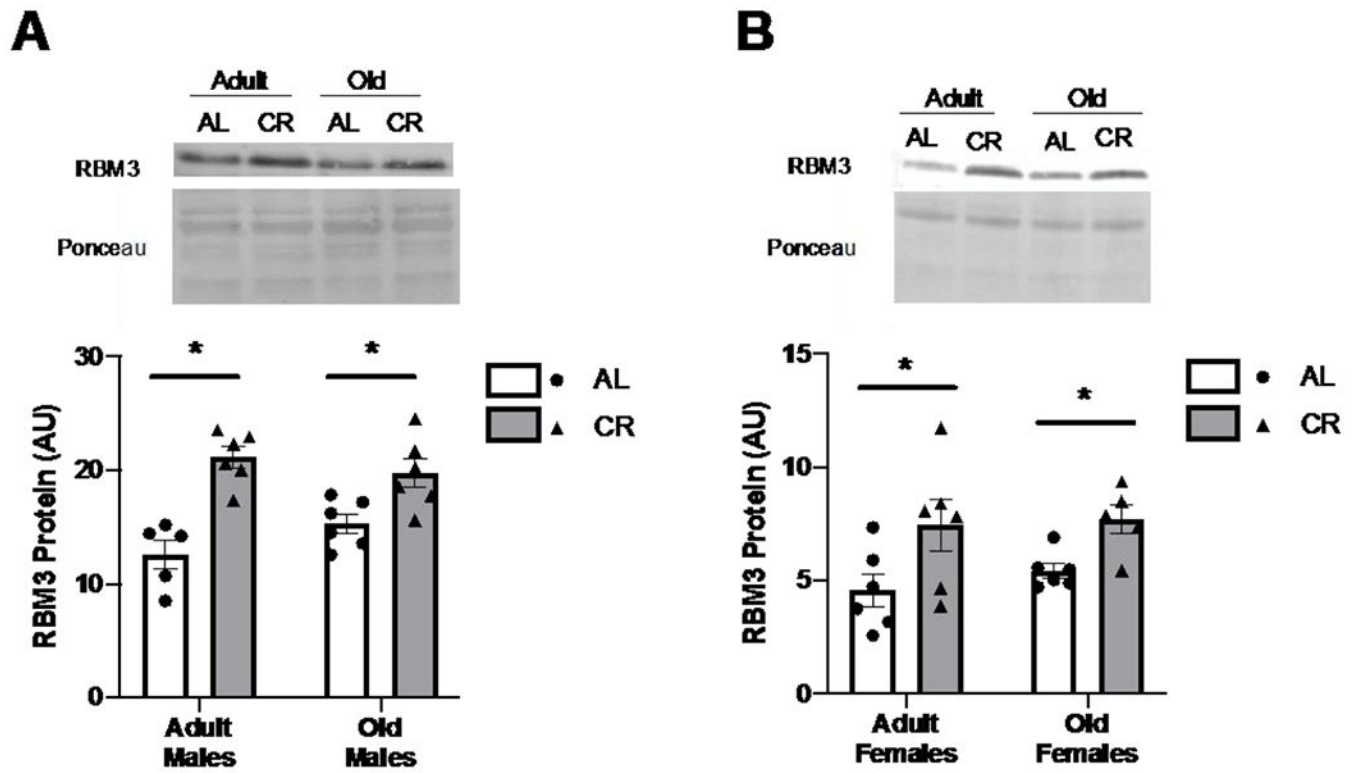 A
Adult Old
AL CR AL CR
RBM3
Ponceau
30
20
10
0
RBM3 Protein (AU)
* *
AL
CR
Adult Old
Males Males
B
Adult Old
AL CR AL CR
RBM3
Ponceau
15
10
5
0
RBM3 Protein (AU)
* *
AL
CR
Adult Old
Females Females